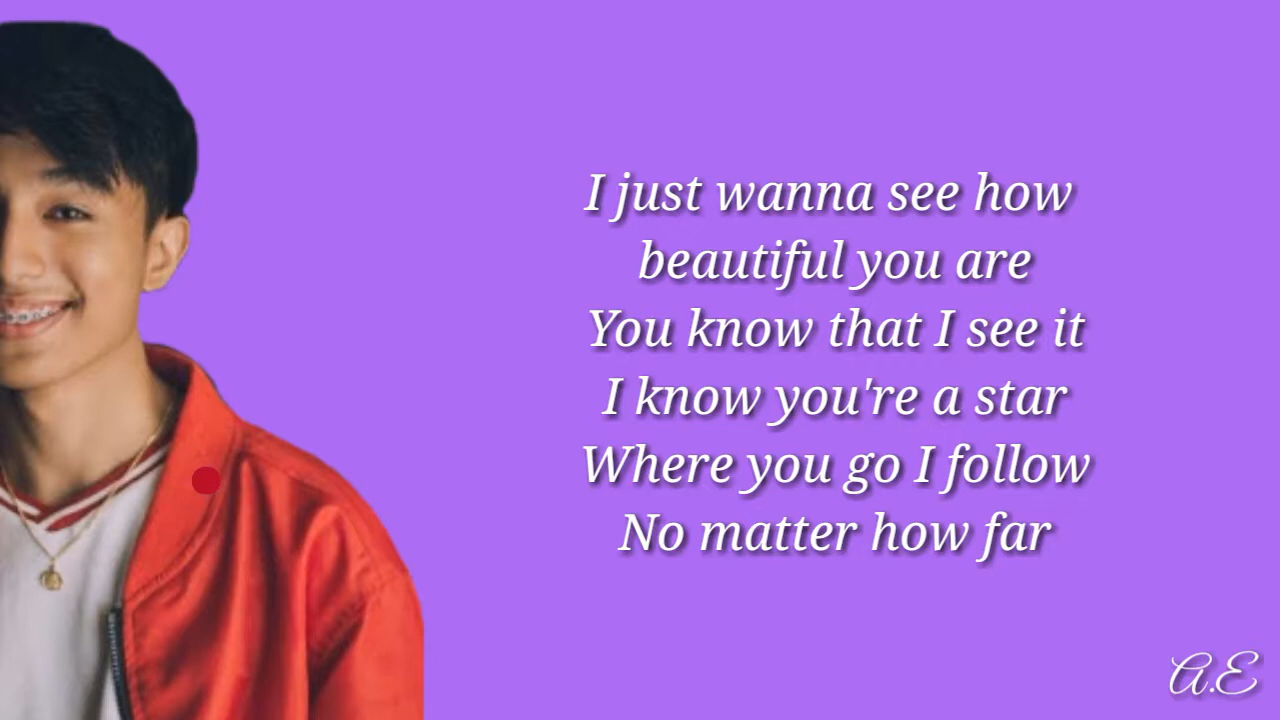 I just wanna see how
beautiful you are
You know that I see it
I know you're a star
Where you go I follow
No matter how far
A.E